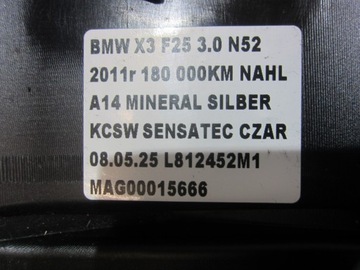 BMW X3 F25 3.0 N52
2011r 180 000KM NAHL
A14 MINERAL SILBER
KCSW SENSATEC CZAR
08.05.25 L812452M1
MAG00015666